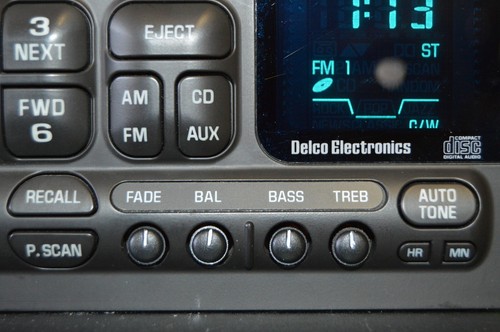 3
NEXT
EJECT
1:13
ST
FM 1
FWD
6
AM
FM
CD
AUX
C/W
Delco Electronics
COMPACT
disc
DIGITAL AUDIO
RECALL
FADE BAL BASS TREB
AUTO
TONE
P.SCAN
HR MN